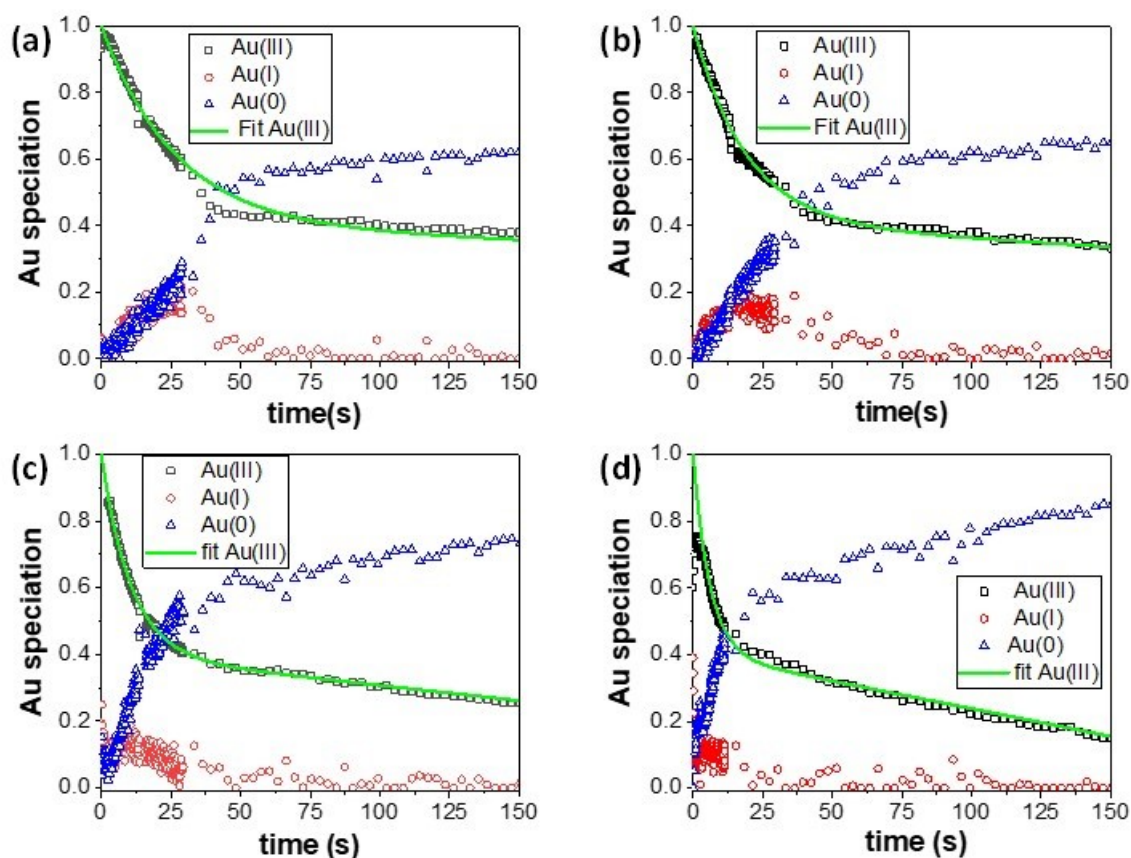 (a)
Au(III)
Au(I)
Au(0)
Fit Au(III)
Au speciation
1.0
0.8
0.6
0.4
0.2
0.0
0 25 50 75 100 125 150
time(s)
(b)
Au(III)
Au(I)
Au(0)
Fit Au(III)
Au speciation
1.0
0.8
0.6
0.4
0.2
0.0
0 25 50 75 100 125 150
time(s)
(c)
Au(III)
Au(I)
Au(0)
fit Au(III)
Au speciation
1.0
0.8
0.6
0.4
0.2
0.0
0 25 50 75 100 125 150
time (s)
(d)
Au(III)
Au(I)
Au(0)
fit Au(III)
Au speciation
1.0
0.8
0.6
0.4
0.2
0.0
0 25 50 75 100 125 150
time (s)